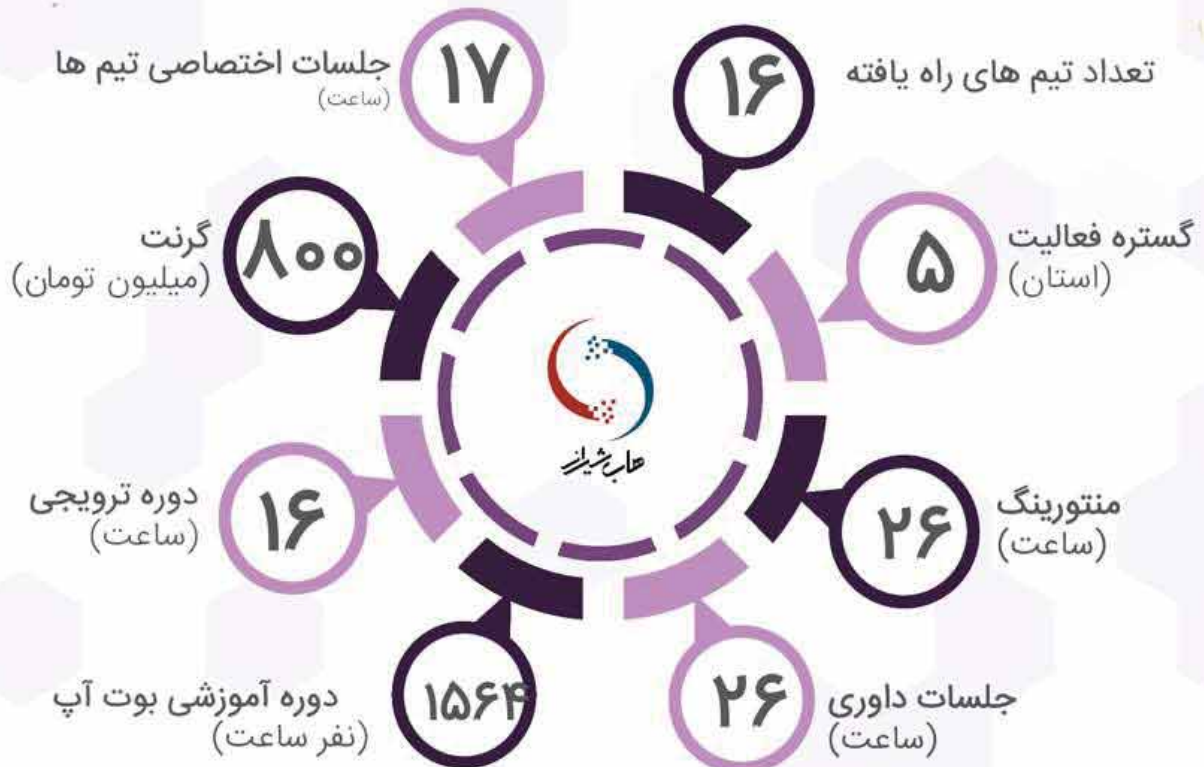 ۱۶
تعداد تیم های راه یافته
۱۷
جلسات اختصاصی تیم ها
(ساعت)
۵
گستره فعالیت
(استان)
۸۰۰
گرنت
(میلیون تومان)
هاب شیراز
۲۶
منتورینگ
(ساعت)
۱۶
دوره ترویجی
(ساعت)
۲۶
جلسات داوری
(ساعت)
۱۵۶۴
دوره آموزشی بوت آپ
(نفر ساعت)